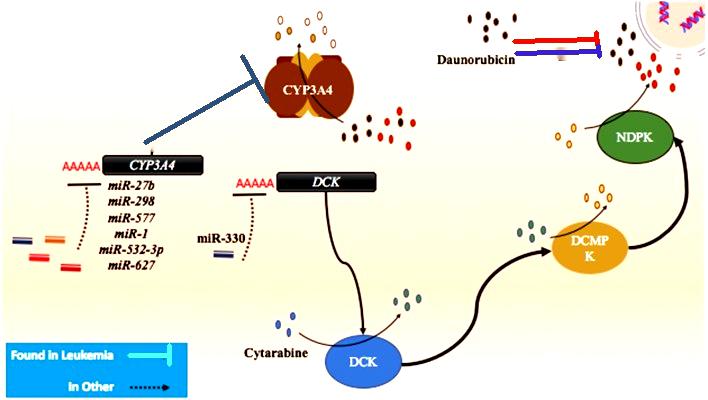 Daunorubicin
CYP3A4
NDPK
AAAAA CYP3A4
miR-27b
miR-298
miR-577
miR-1
miR-532-3p
miR-627
AAAAA DCK
miR-330
DCMP
K
Cytarabine
DCK
Found in Leukemia
In Other